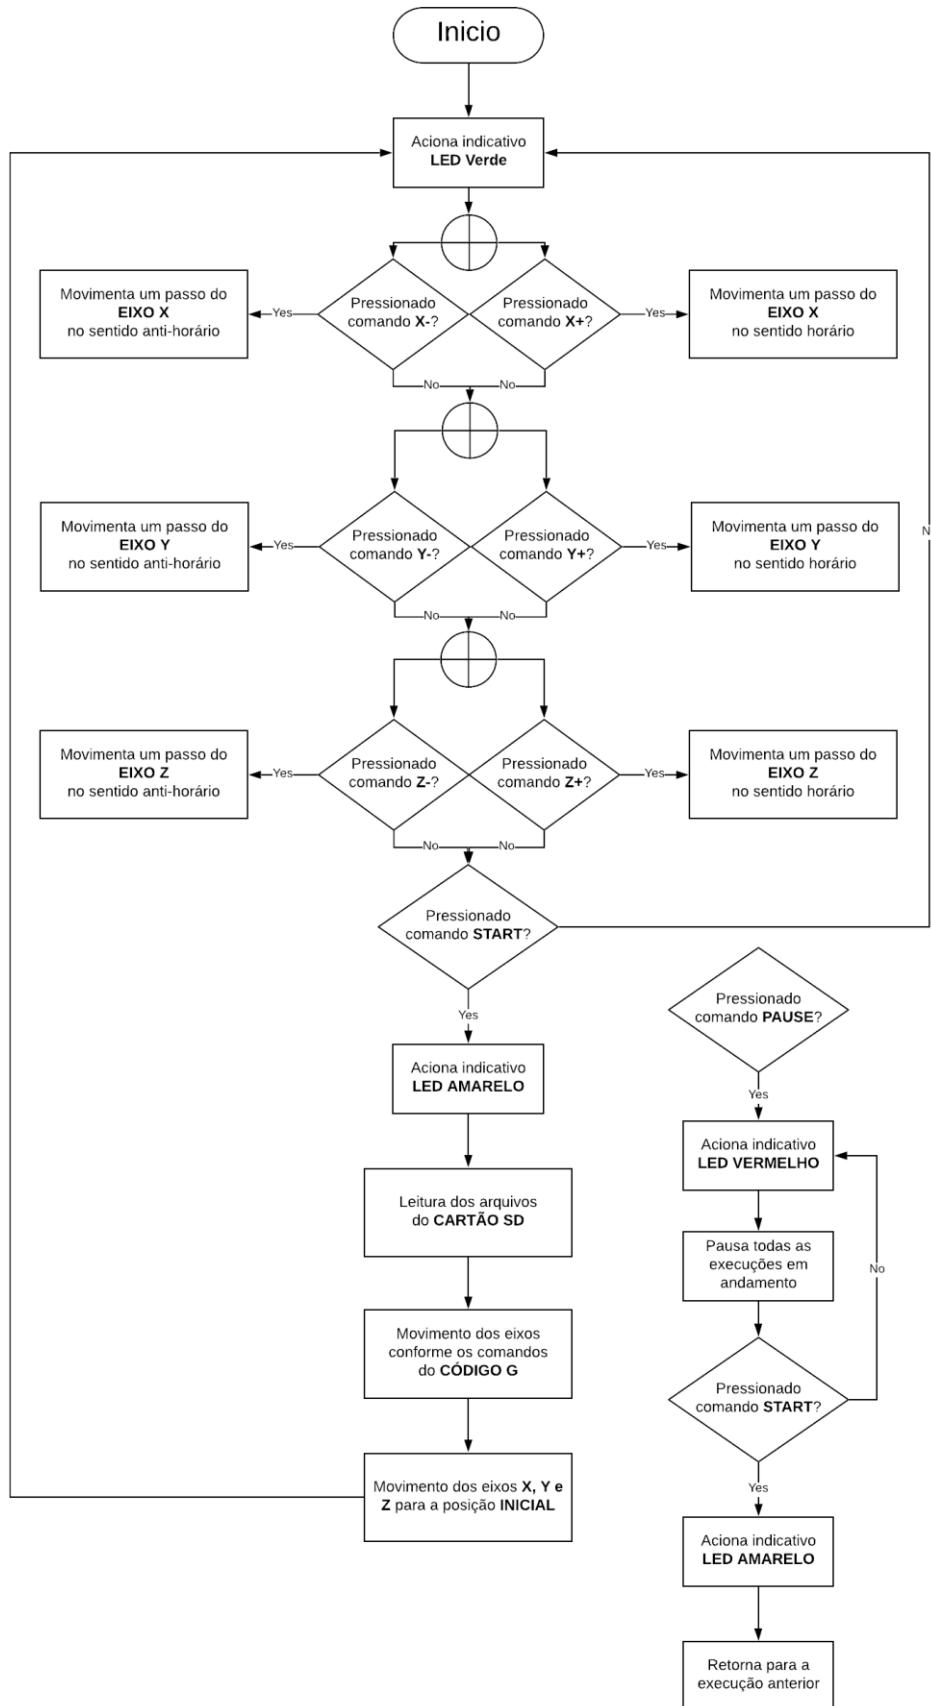 Inicio
Aciona indicativo
LED Verde
Movimenta um passo do
EIXO X
no sentido anti-horário
Yes
Pressionado
comando X-?
Pressionado
comando X+?
Yes
Movimenta um passo do
EIXO X
no sentido horário
No
No
Movimenta um passo do
EIXO Y
no sentido anti-horário
Yes
Pressionado
comando Y-?
Pressionado
comando Y+?
Yes
Movimenta um passo do
EIXO Y
no sentido horário
N
No
No
Movimenta um passo do
EIXO Z
no sentido anti-horário
Yes
Pressionado
comando Z-?
Pressionado
comando Z+?
Yes
Movimenta um passo do
EIXO Z
no sentido horário
No
No
Pressionado
comando START?
Yes
Aciona indicativo
LED AMARELO
Leitura dos arquivos
do CARTÃO SD
Movimento dos eixos
conforme os comandos
do CÓDIGO G
Movimento dos eixos X, Y e
Z para a posição INICIAL
Pressionado
comando PAUSE?
Yes
Aciona indicativo
LED VERMELHO
Pausa todas as
execuções em
andamento
No
Pressionado
comando START?
Yes
Aciona indicativo
LED AMARELO
Retorna para a
execução anterior